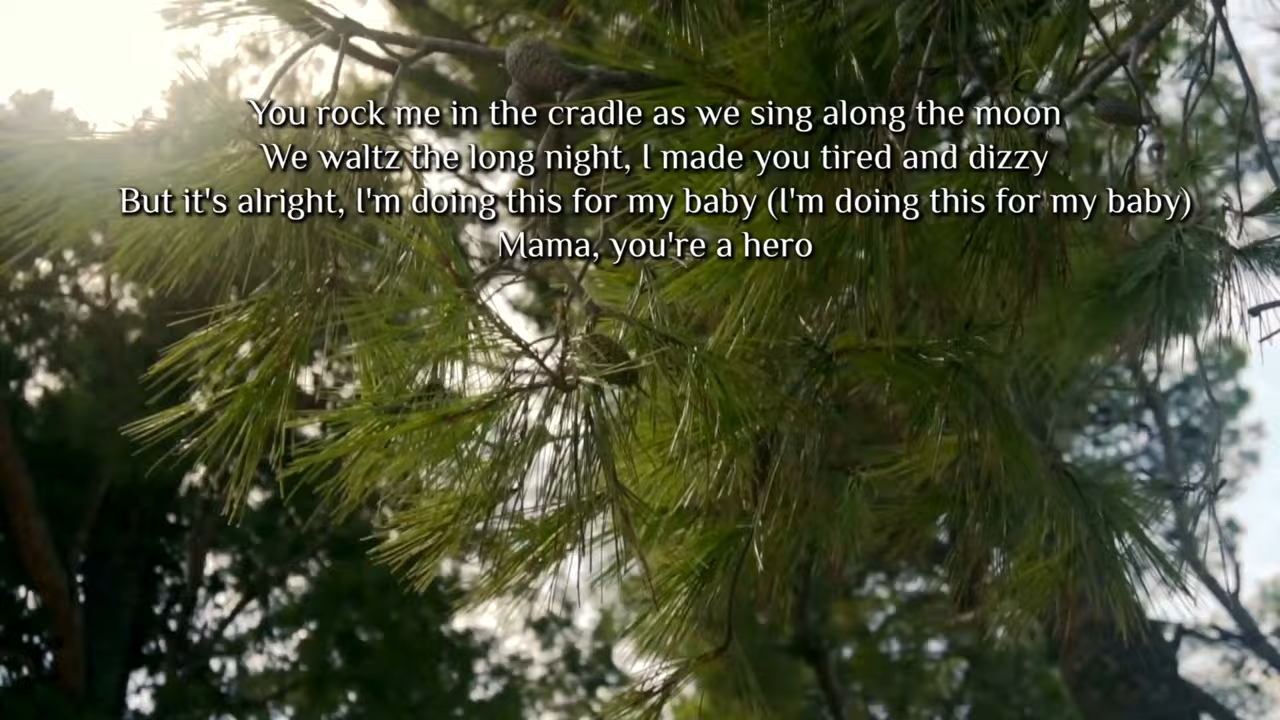 You rock me in the cradle as we sing along the moon
We waltz the long night, I made you tired and dizzy
But it's alright, I'm doing this for my baby (I'm doing this for my baby)
Mama, you're a hero